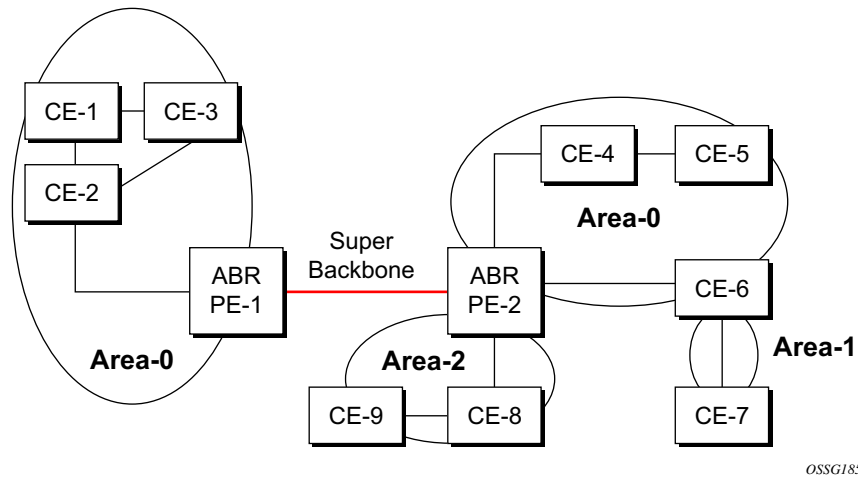 CE-1
CE-3
CE-2
CE-4
CE-5
Area-0
Super
Backbone
ABR
PE-1
ABR
PE-2
CE-6
Area-0
Area-2
Area-1
CE-9
CE-8
CE-7
OSSG185